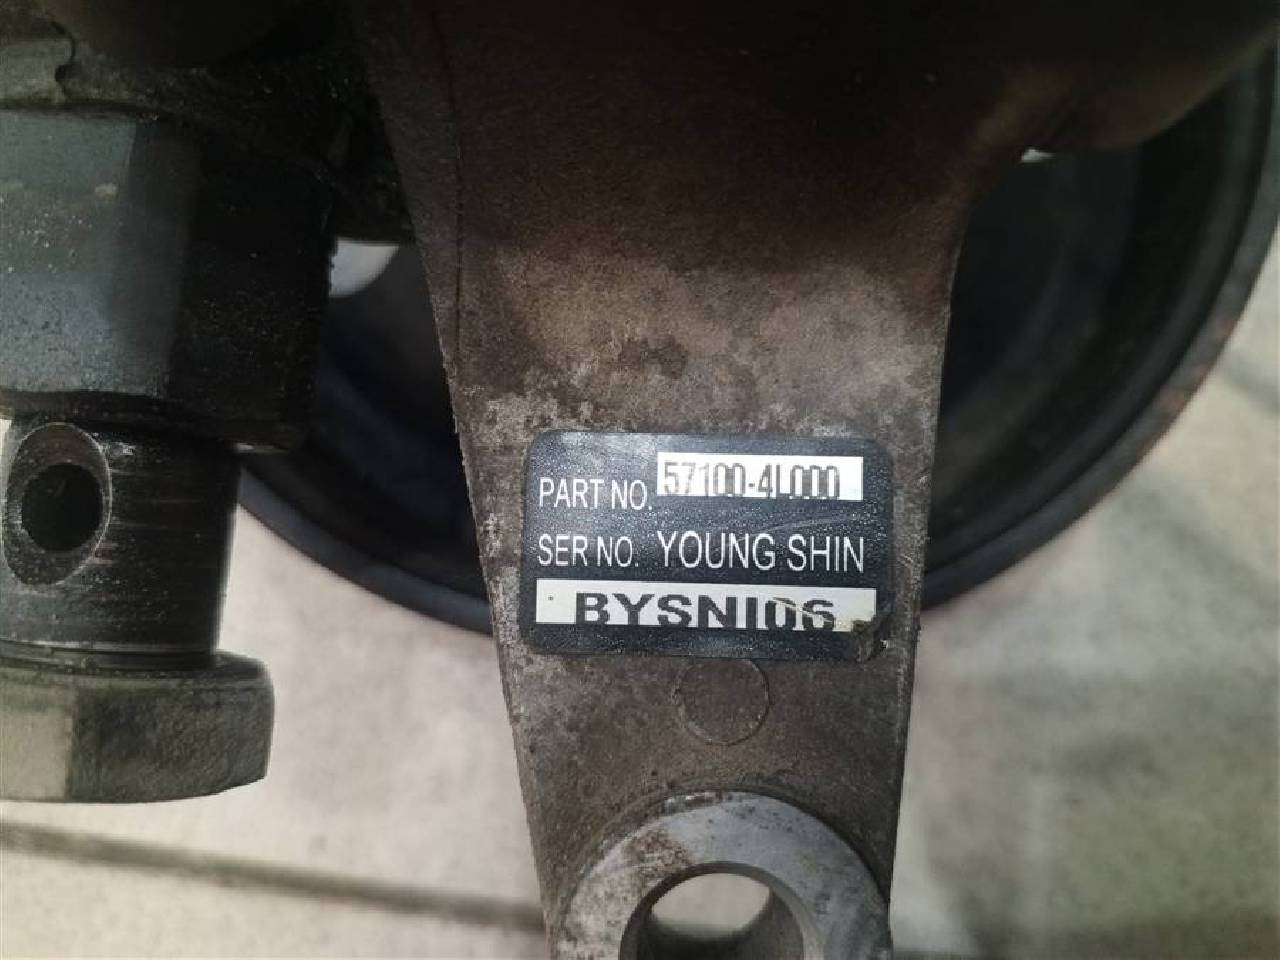 PART NO. 57100-4L000
SER NO. YOUNG SHIN
BYSNI06